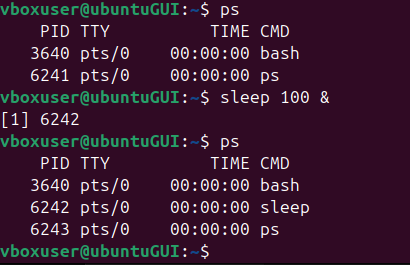 vboxuser@ubuntuGUI:~$ ps
    PID TTY          TIME CMD
   3640 pts/0    00:00:00 bash
   6241 pts/0    00:00:00 ps
vboxuser@ubuntuGUI:~$ sleep 100 &
[1] 6242
vboxuser@ubuntuGUI:~$ ps
    PID TTY          TIME CMD
   3640 pts/0    00:00:00 bash
   6242 pts/0    00:00:00 sleep
   6243 pts/0    00:00:00 ps
vboxuser@ubuntuGUI:~$